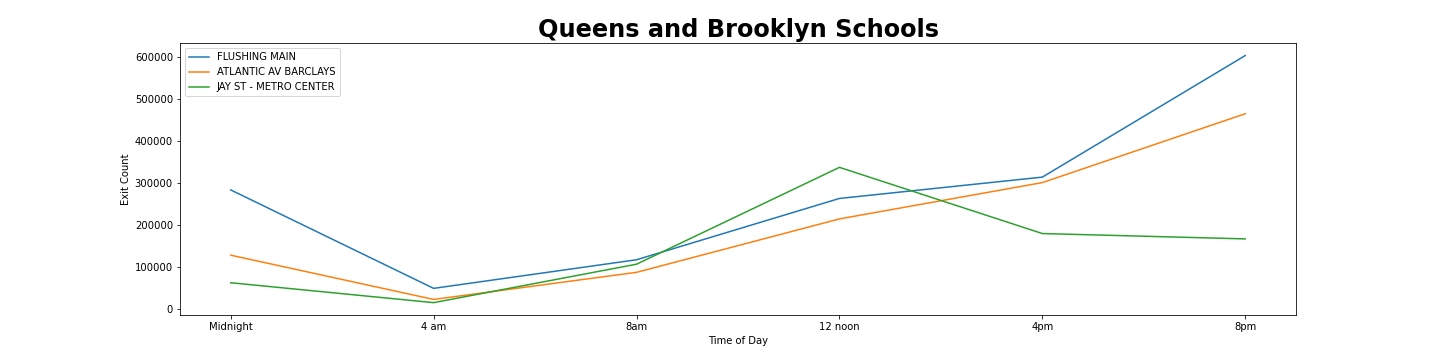 Queens and Brooklyn Schools
FLUSHING MAIN
ATLANTIC AV BARCLAYS
JAY ST - METRO CENTER
600000
500000
400000
300000
200000
100000
0
Exit Count
Midnight 4 am 8am 12 noon 4pm 8pm
Time of Day